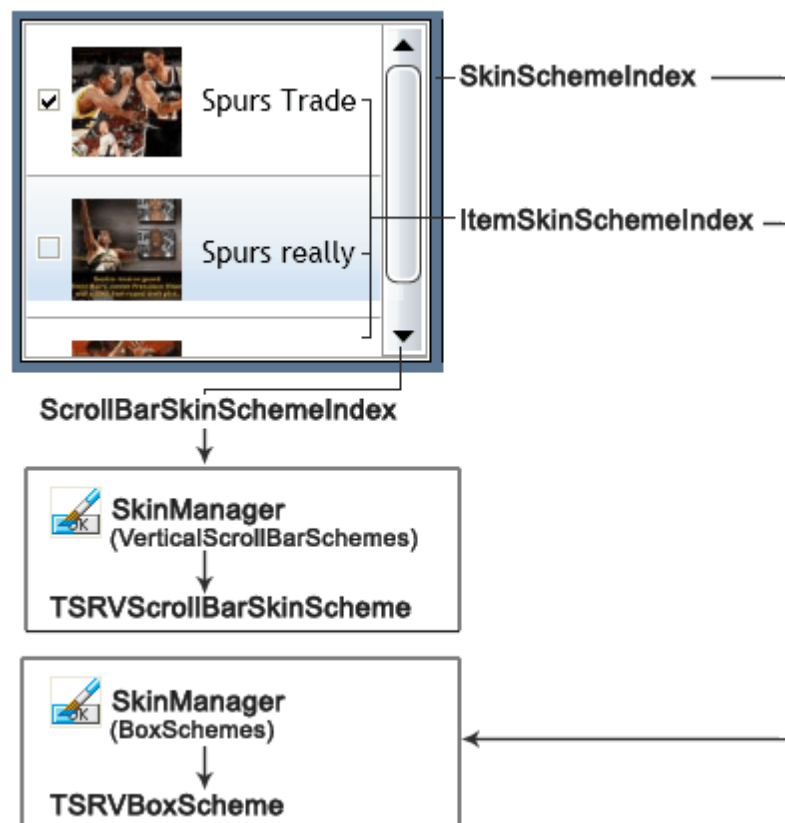 Spurs Trade
SkinSchemeIndex
ItemSkinSchemeIndex
Spurs really
ScrollBarSkinSchemeIndex
SkinManager
(VerticalScrollBarSchemes)
TSRVScrollBarSkinScheme
SkinManager
(BoxSchemes)
TSRVBoxScheme